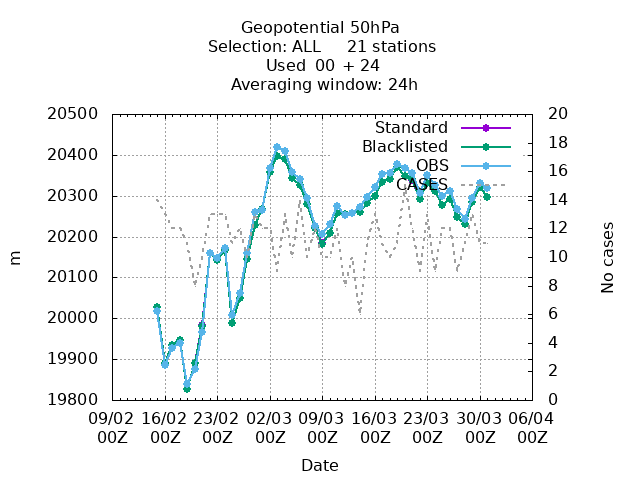 Geopotential 50hPa
Selection: ALL 21 stations
Used 00 + 24
Averaging window: 24h
20500
20400
20300
20200
20100
20000
19900
19800
m
20
18
16
14
12
10
8
6
4
2
0
No cases
Standard
Blacklisted
OBS
CASES
09/02 16/02 23/02 02/03 09/03 16/03 23/03 30/03 06/04
00Z 00Z 00Z 00Z 00Z 00Z 00Z 00Z 00Z
Date